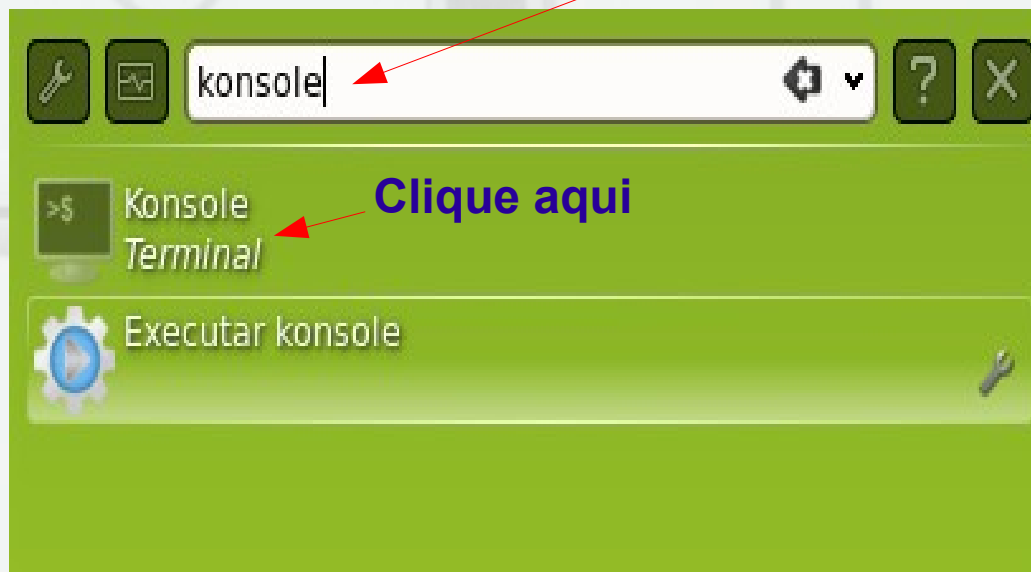 konsole
?
X
>$
Konsole
Clique aqui
Terminal
Executar konsole